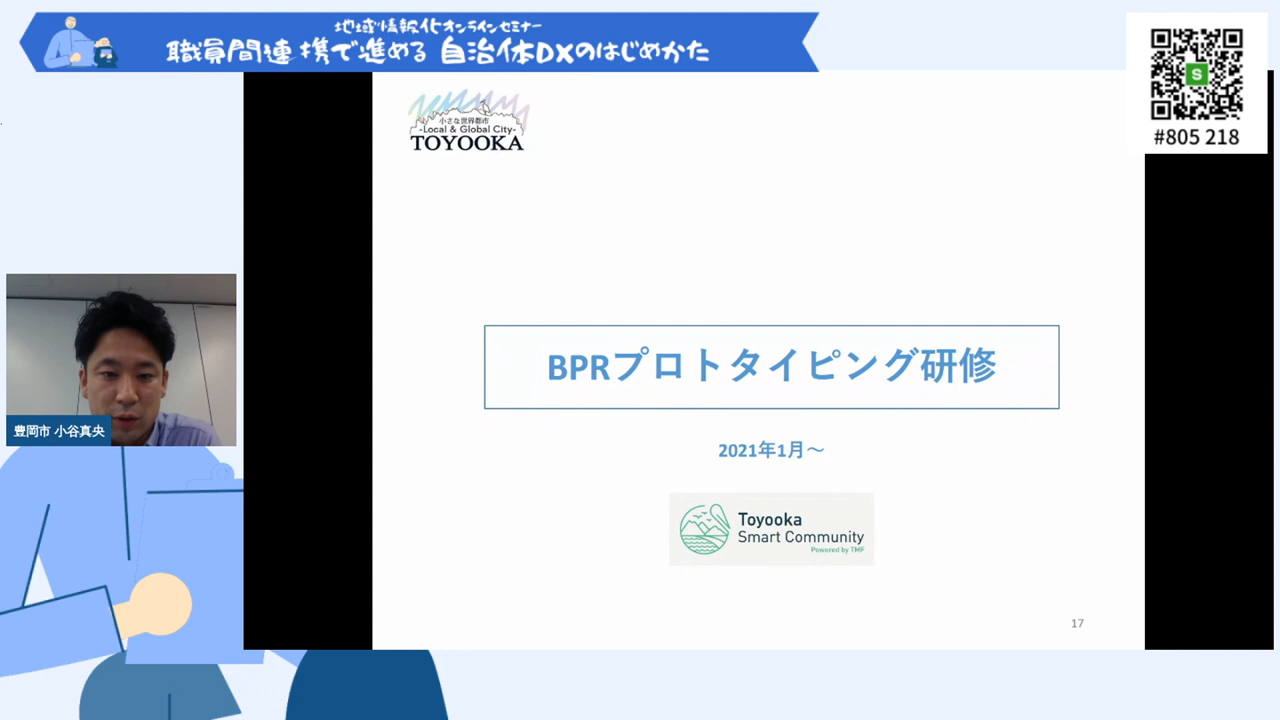 地域情報化オンラインセミナー
職員間連携で進める 自治体DXのはじめかた
S
#805 218
小さな世界都市
-Local & Global City-
TOYOOKA
BPRプロトタイピング研修
2021年1月～
豊岡市 小谷真央
Toyooka
Smart Community
Powered by TMF
17